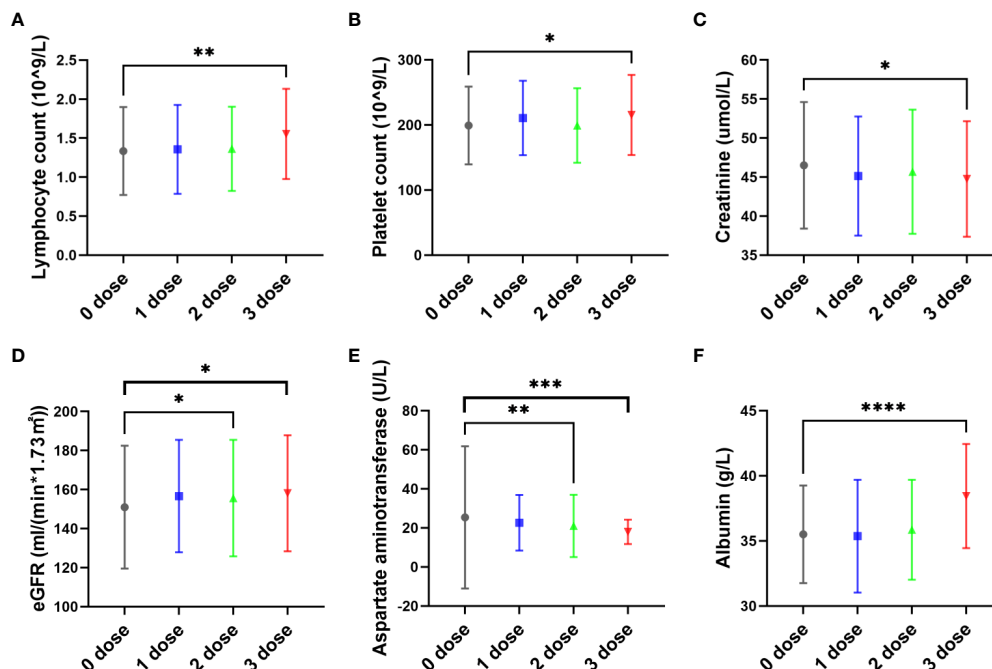 A
Lymphocyte count (10^9/L)
2.5
2.0
1.5
1.0
0.5
0.0
**
0 dose
1 dose
2 dose
3 dose
B
Platelet count (10^9/L)
300
200
100
0
*
0 dose
1 dose
2 dose
3 dose
C
Creatinine (umol/L)
60
55
50
45
40
35
*
0 dose
1 dose
2 dose
3 dose
D
eGFR (ml/(min*1.73㎡))
200
180
160
140
120
100
*
*
0 dose
1 dose
2 dose
3 dose
E
Aspartate aminotransferase (U/L)
80
60
40
20
0
-20
***
**
0 dose
1 dose
2 dose
3 dose
F
Albumin (g/L)
45
40
35
30
****
0 dose
1 dose
2 dose
3 dose